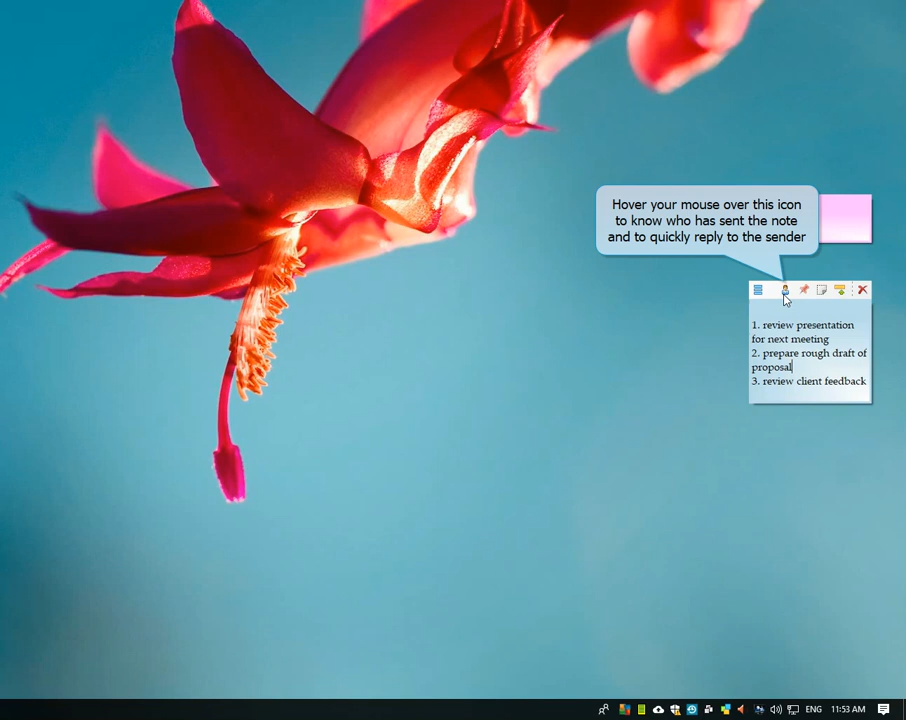 Hover your mouse over this icon
to know who has sent the note
and to quickly reply to the sender
1. review presentation
for next meeting
2. prepare rough draft of
proposal
3. review client feedback
ENG
11:53 AM